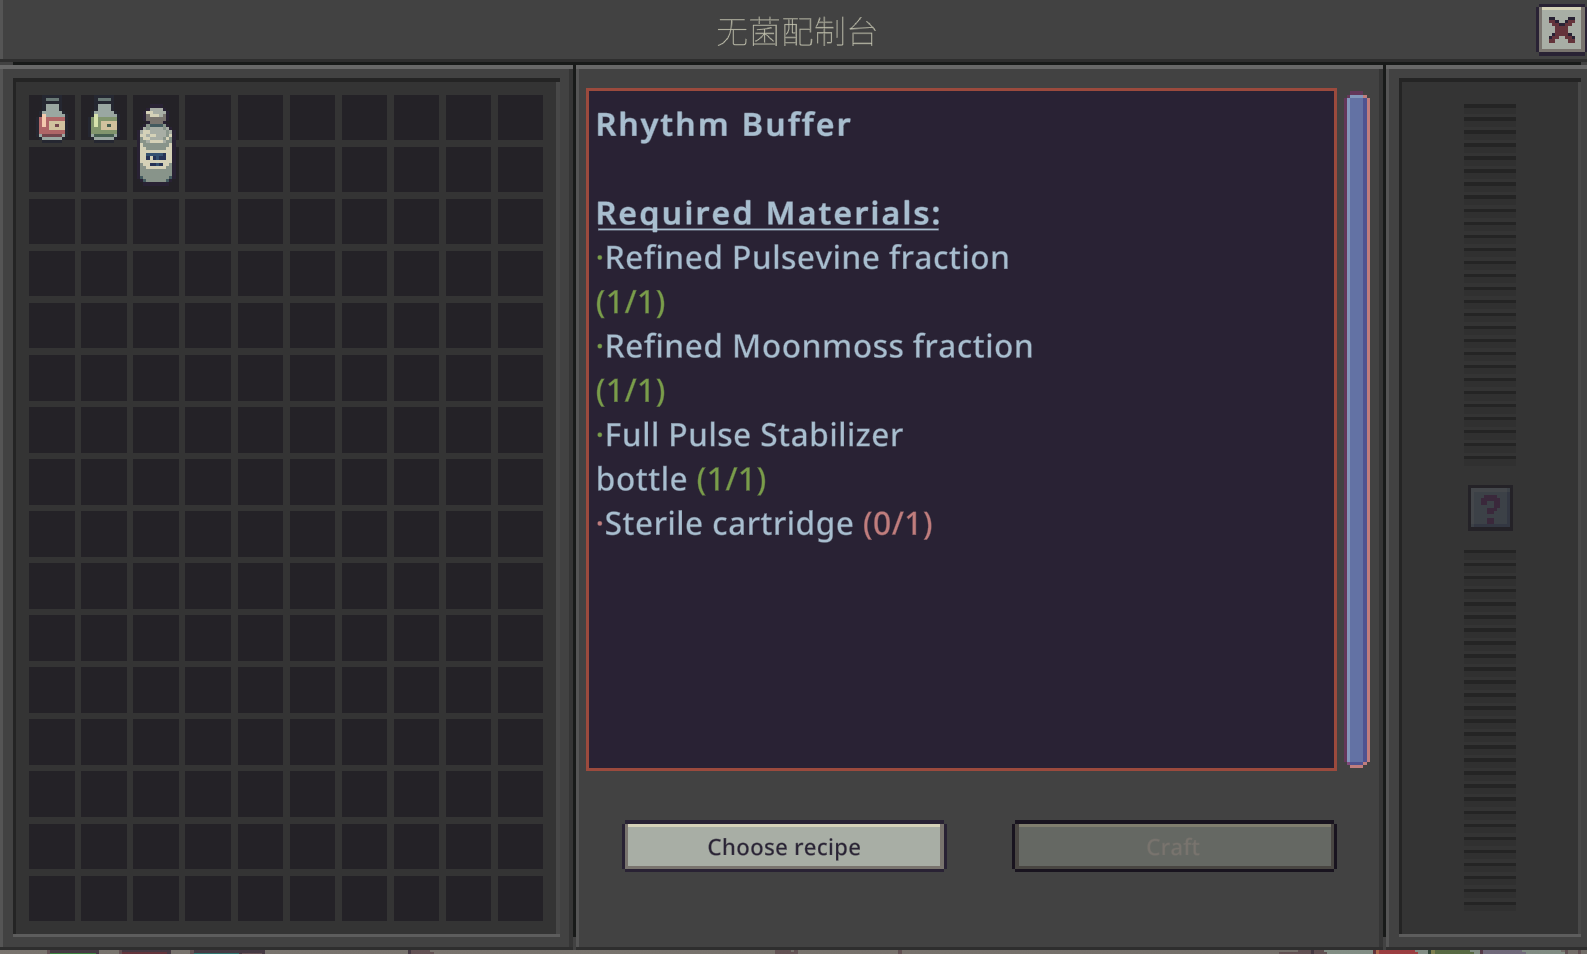 无菌配制台
Rhythm Buffer
Required Materials:
·Refined Pulsevine fraction
(1/1)
·Refined Moonmoss fraction
(1/1)
·Full Pulse Stabilizer
bottle (1/1)
·Sterile cartridge (0/1)
?
Choose recipe
Craft